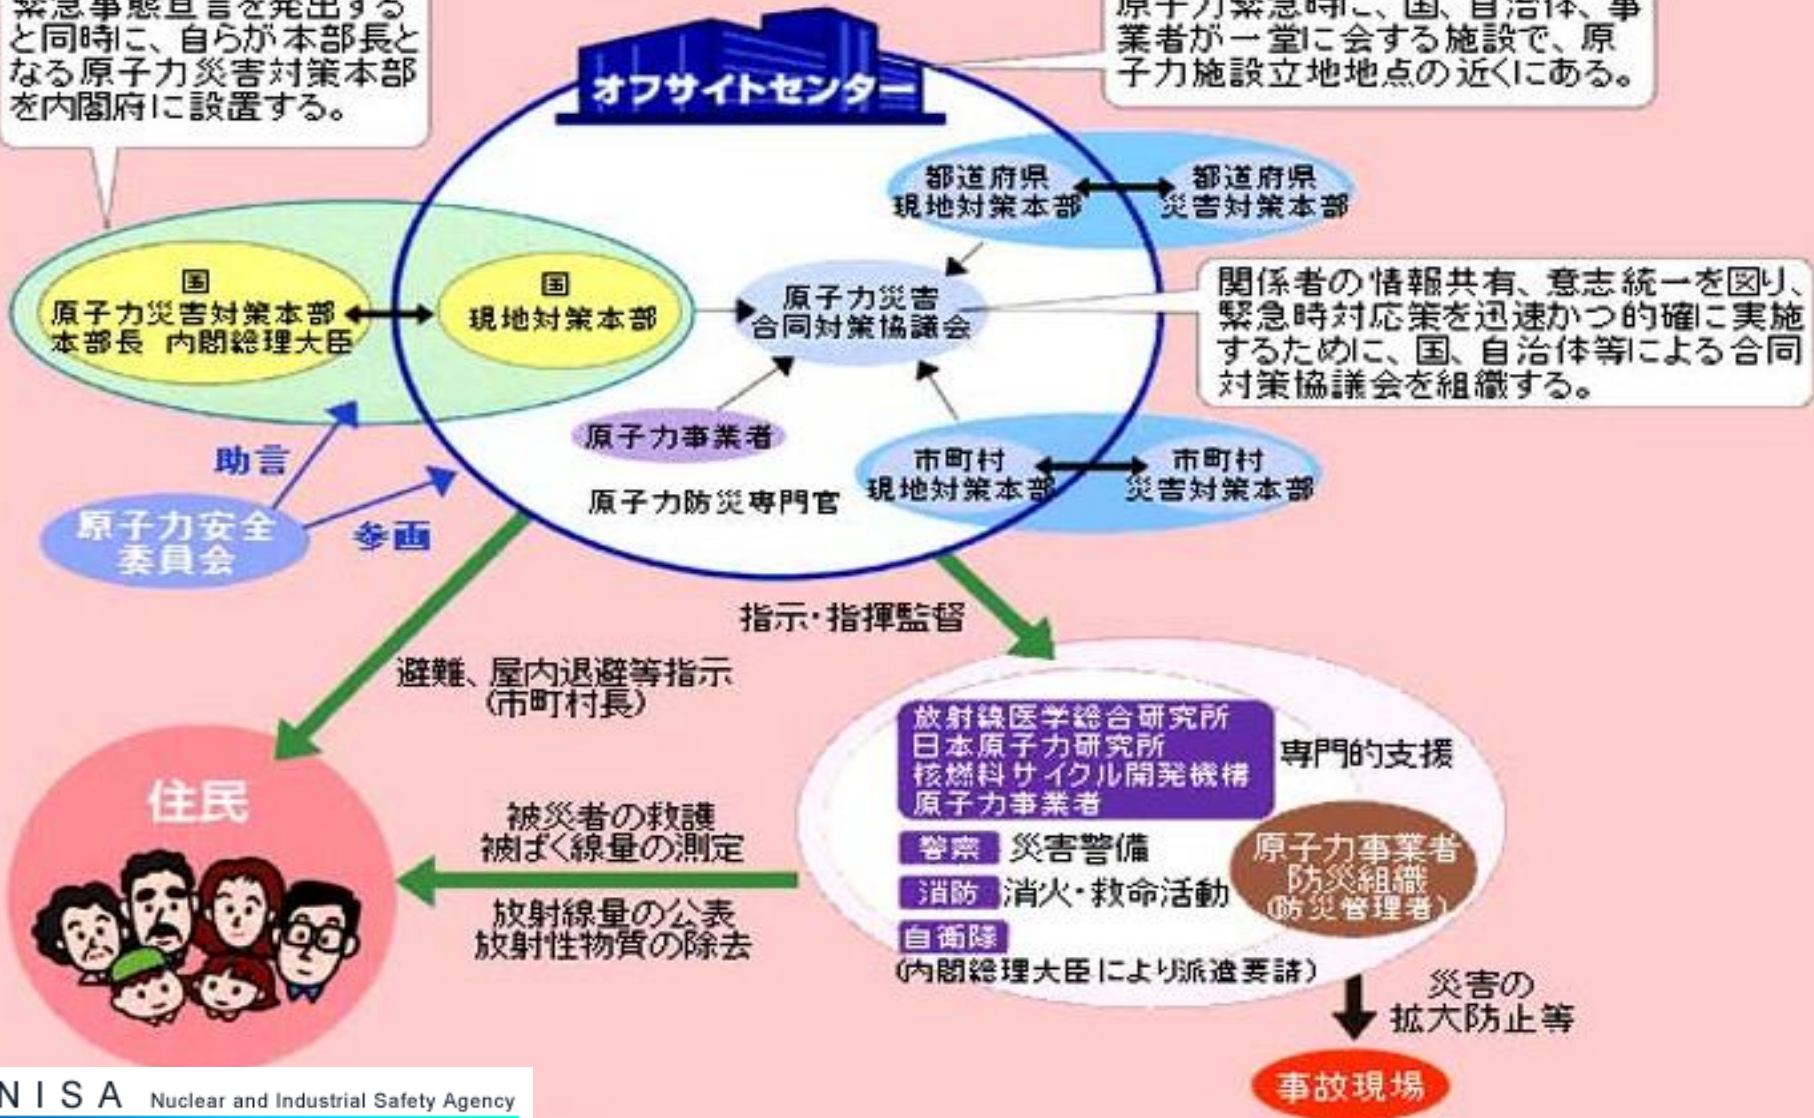 緊急事態宣言を発出する
と同時に、自らが本部長と
なる原子力災害対策本部
を内閣府に設置する。
オフサイトセンター
原子力緊急時に、国、自治体、事
業者が一堂に会する施設で、原
子力施設立地地点の近くにある。
都道府県
現地対策本部
都道府県
災害対策本部
国
原子力災害対策本部
本部長 内閣総理大臣
国
現地対策本部
原子力災害
合同対策協議会
関係者の情報共有、意志統一を図り、
緊急時対応策を迅速かつ的確に実施
するために、国、自治体等による合同
対策協議会を組織する。
原子力事業者
原子力防災専門官
市町村
現地対策本部
市町村
災害対策本部
助言
原子力安全
委員会
参画
指示・指揮監督
避難、屋内退避等指示
(市町村長)
住民
被災者の救護
被ばく線量の測定
放射線量の公表
放射性物質の除去
放射線医学総合研究所
日本原子力研究所
核燃料サイクル開発機構
原子力事業者
専門的支援
警察 災害警備
消防 消火・救命活動
自衛隊
(内閣総理大臣により派遣要請)
原子力事業者
防災組織
(防災管理者)
災害の
拡大防止等
事故現場
NISA Nuclear and Industrial Safety Agency